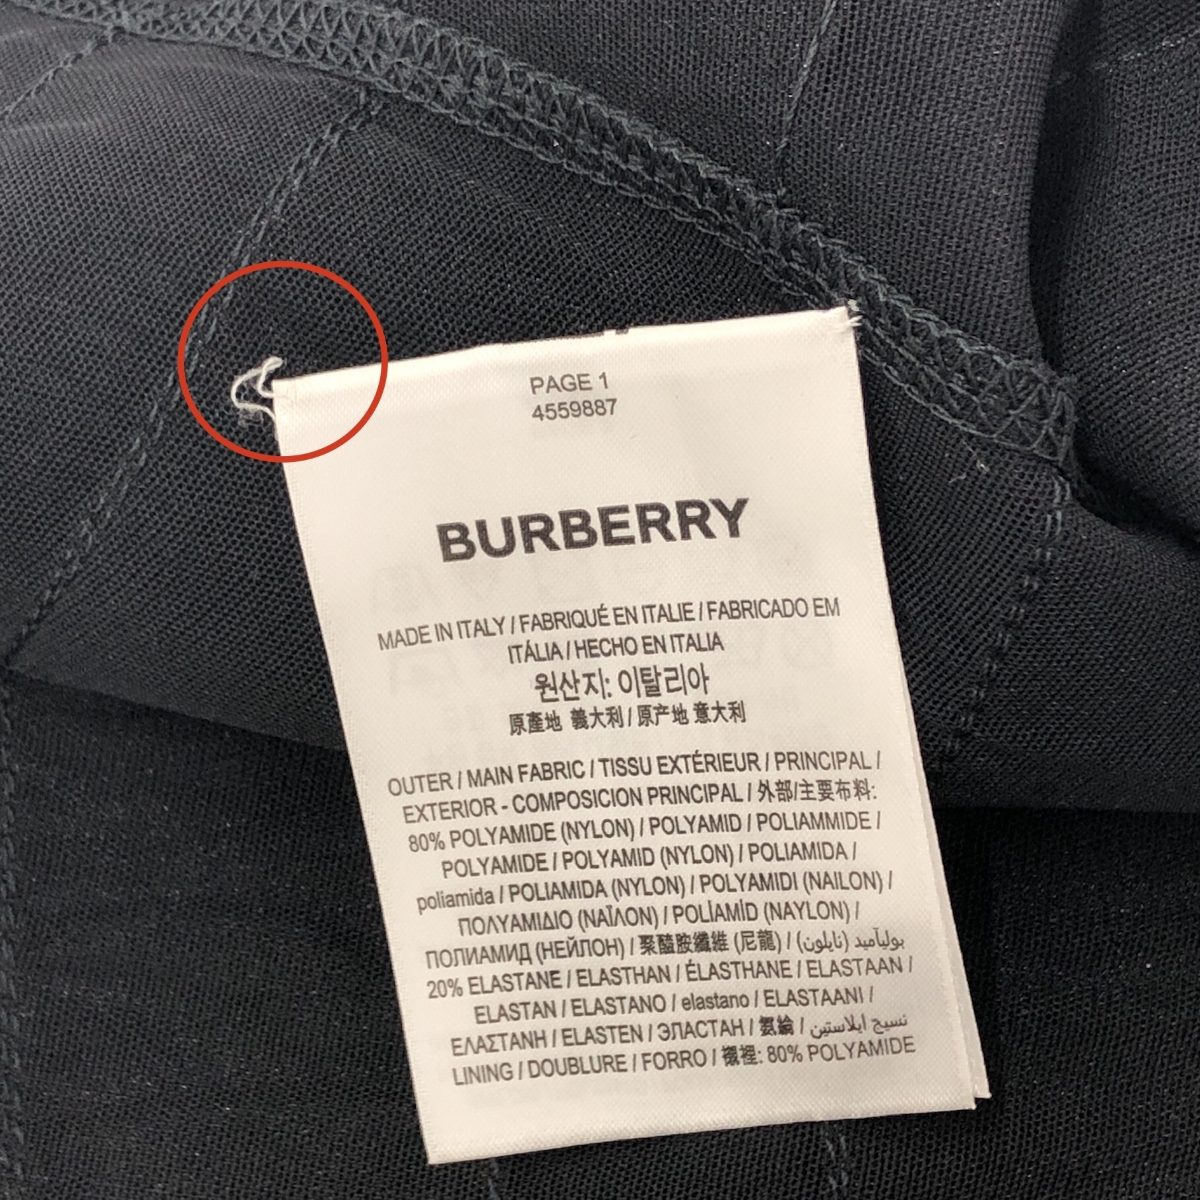 PAGE 1
4559887
BURBERRY
MADE IN ITALY / FABRIQUÉ EN ITALIE / FABRICADO EM
ITÁLIA / HECHO EN ITALIA
원산지: 이탈리아
原產地 義大利 / 原产地 意大利
OUTER / MAIN FABRIC / TISSU EXTÉRIEUR / PRINCIPAL /
EXTERIOR - COMPOSICION PRINCIPAL / 外部/主要布料:
80% POLYAMIDE (NYLON) / POLYAMID / POLIAMMIDE /
POLYAMIDE / POLYAMID (NYLON) / POLIAMIDA /
poliamida / POLIAMIDA (NYLON) / POLYAMIDI (NAILON) /
ΠΟΛΥΑΜΙΔΙΟ (ΝΑΪΛΟΝ) / POLİAMİD (NAYLON) /
ПОЛИАМИД (НЕЙЛОН) / 聚醯胺纖維 (尼龍) / بوليآميد (نايلون)
20% ELASTANE / ELASTHAN / ÉLASTHANE / ELASTAAN /
ELASTAN / ELASTANO / elastano / ELASTAANI /
ΕΛΑΣΤΑΝΗ / ELASTEN / ЭЛАСТАН / 氨綸 / نسيج ايلاستين
LINING / DOUBLURE / FORRO / 襯裡: 80% POLYAMIDE